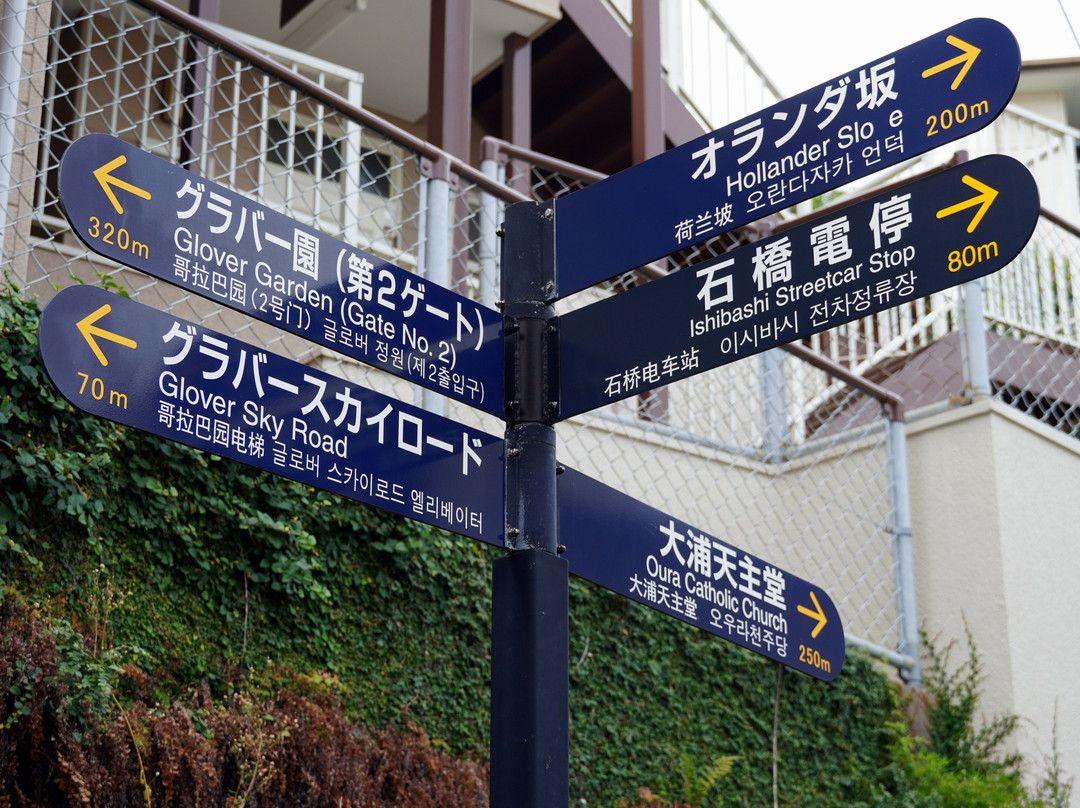 オランダ坂
Hollander Slo e
荷兰坡 오란다자카 언덕
200m
石橋電停
Ishibashi Streetcar Stop
石桥电车站 이시바시 전차정류장
80m
グラバー園(第2ゲート)
Glover Garden (Gate No. 2)
哥拉巴园(2号门) 글로버 정원(제2출입구)
320m
グラバースカイロード
Glover Sky Road
哥拉巴园电梯 글로버 스카이로드 엘리베이터
70m
大浦天主堂
Oura Catholic Church
大浦天主堂 오우라천주당
250m